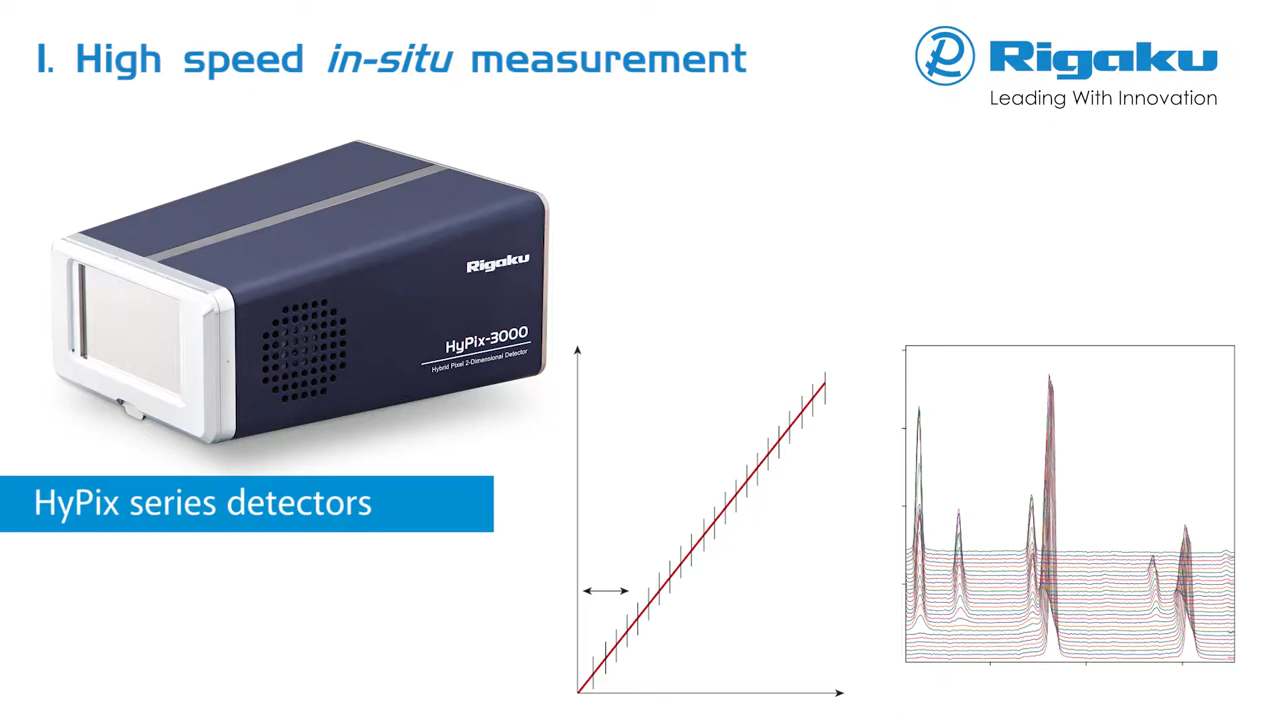 I. High speed in-situ measurement
Rigaku
Leading With Innovation
Rigaku
HyPix-3000
Hybrid Pixel 2-Dimensional Detector
HyPix series detectors